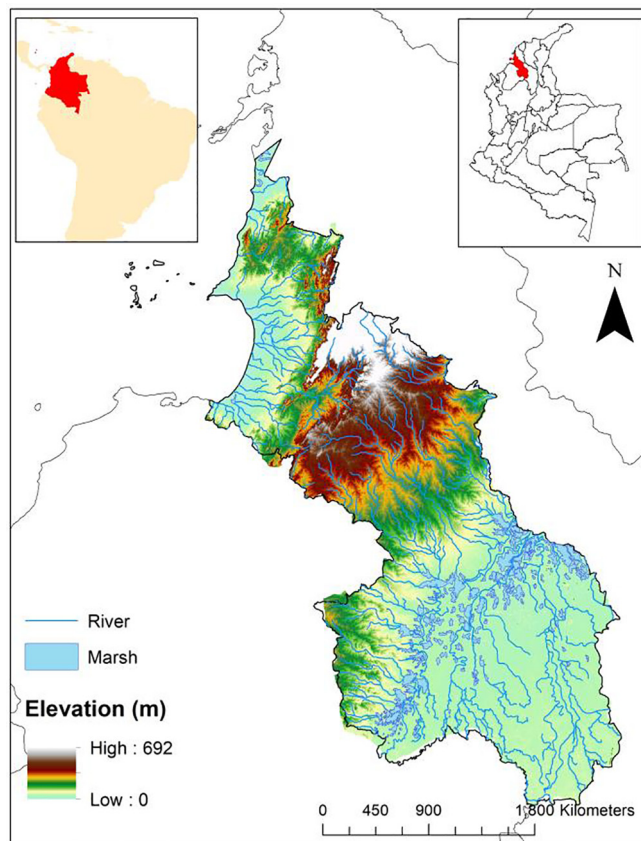 N
River
Marsh
Elevation (m)
High : 692
Low : 0
0 450 900 1,800 Kilometers